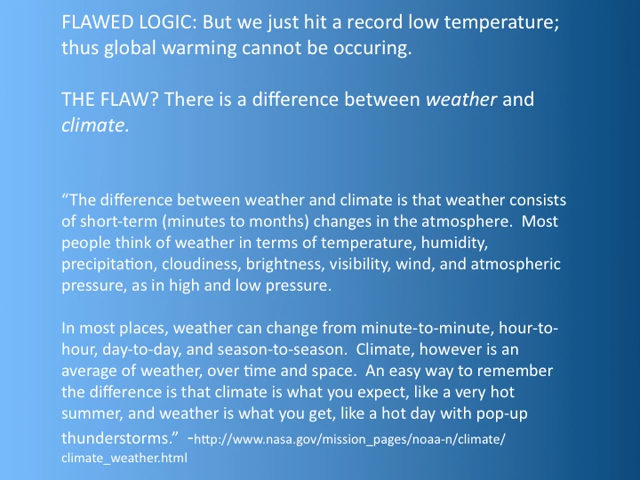 FLAWED LOGIC: But we just hit a record low temperature;
thus global warming cannot be occuring.
THE FLAW? There is a difference between weather and
climate.
“The difference between weather and climate is that weather consists
of short-term (minutes to months) changes in the atmosphere. Most
people think of weather in terms of temperature, humidity,
precipitation, cloudiness, brightness, visibility, wind, and atmospheric
pressure, as in high and low pressure.
In most places, weather can change from minute-to-minute, hour-to-
hour, day-to-day, and season-to-season. Climate, however is an
average of weather, over time and space. An easy way to remember
the difference is that climate is what you expect, like a very hot
summer, and weather is what you get, like a hot day with pop-up
thunderstorms.” -http://www.nasa.gov/mission_pages/noaa-n/climate/
climate_weather.html